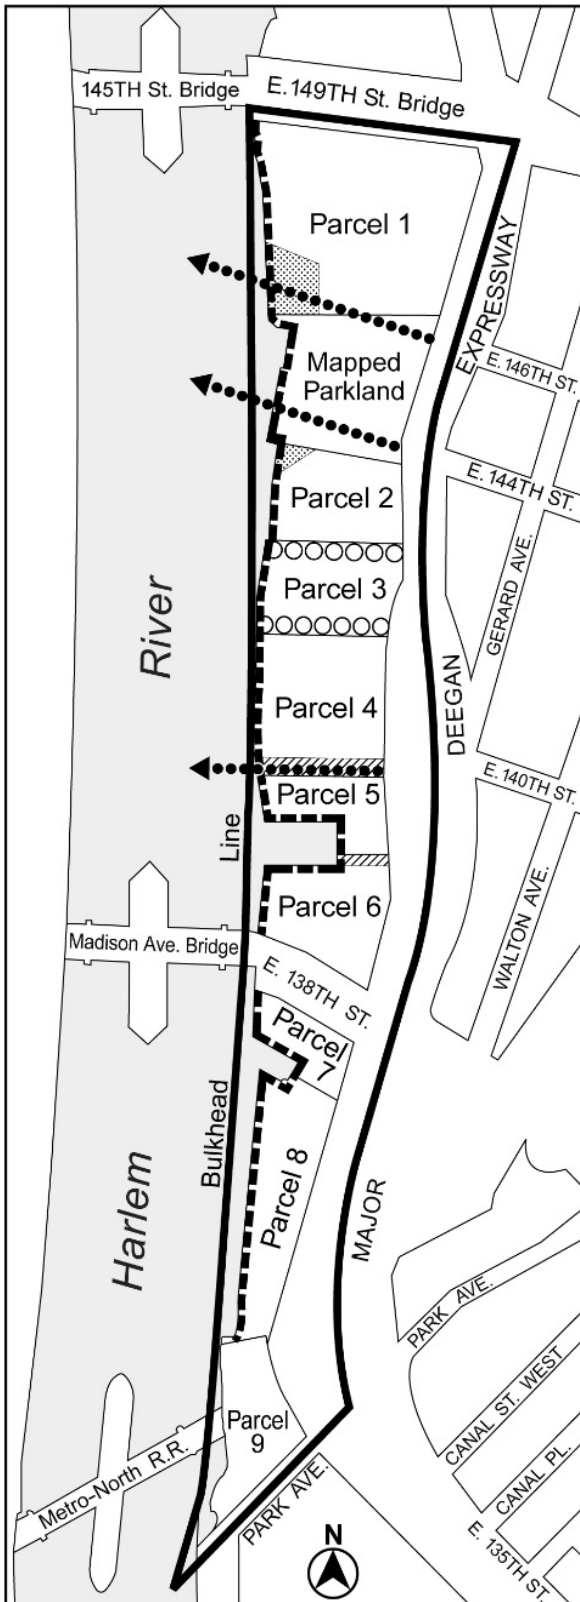 145TH St. Bridge
E.149TH St. Bridge
Parcel 1
EXPRESSWAY
Mapped
Parkland
E. 146TH ST.
E. 144TH ST.
Parcel 2
GERARD AVE.
Parcel 3
River
DEEGAN
Parcel 4
E. 140TH ST.
Parcel 5
Line
WALTON AVE.
Parcel 6
Madison Ave. Bridge
E. 138TH ST.
Parcel
7
Bulkhead
Parcel 8
Harlem
MAJOR
PARK AVE.
CANAL ST. WEST
Parcel
9
Metro-North R.R.
CANAL PL.
PARK AVE.
E. 135TH ST.
N